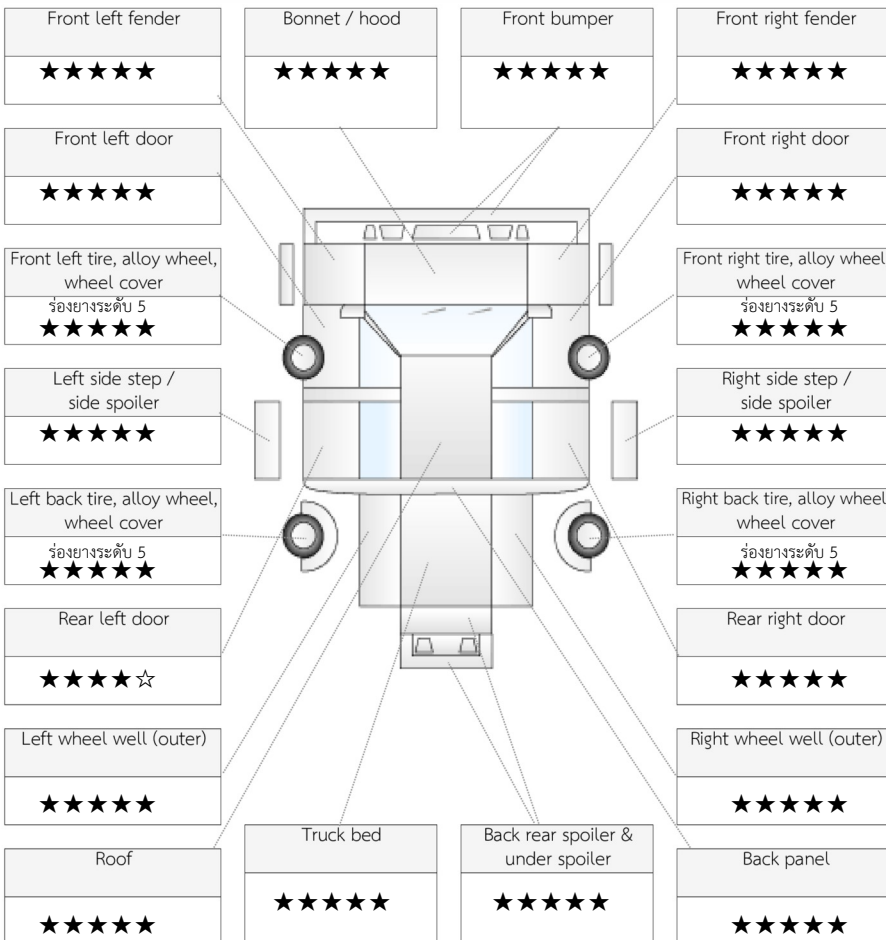 Front left fender
★★★★★
Bonnet / hood
★★★★★
Front bumper
★★★★★
Front right fender
★★★★★
Front left door
★★★★★
Front right door
★★★★★
Front left tire, alloy wheel,
wheel cover
ร่องยางระดับ 5
★★★★★
Front right tire, alloy wheel
wheel cover
ร่องยางระดับ 5
★★★★★
Left side step /
side spoiler
★★★★★
Right side step /
side spoiler
★★★★★
Left back tire, alloy wheel,
wheel cover
ร่องยางระดับ 5
★★★★★
Right back tire, alloy wheel
wheel cover
ร่องยางระดับ 5
★★★★★
Rear left door
★★★★☆
Rear right door
★★★★★
Left wheel well (outer)
★★★★★
Right wheel well (outer)
★★★★★
Roof
★★★★★
Truck bed
★★★★★
Back rear spoiler &
under spoiler
★★★★★
Back panel
★★★★★